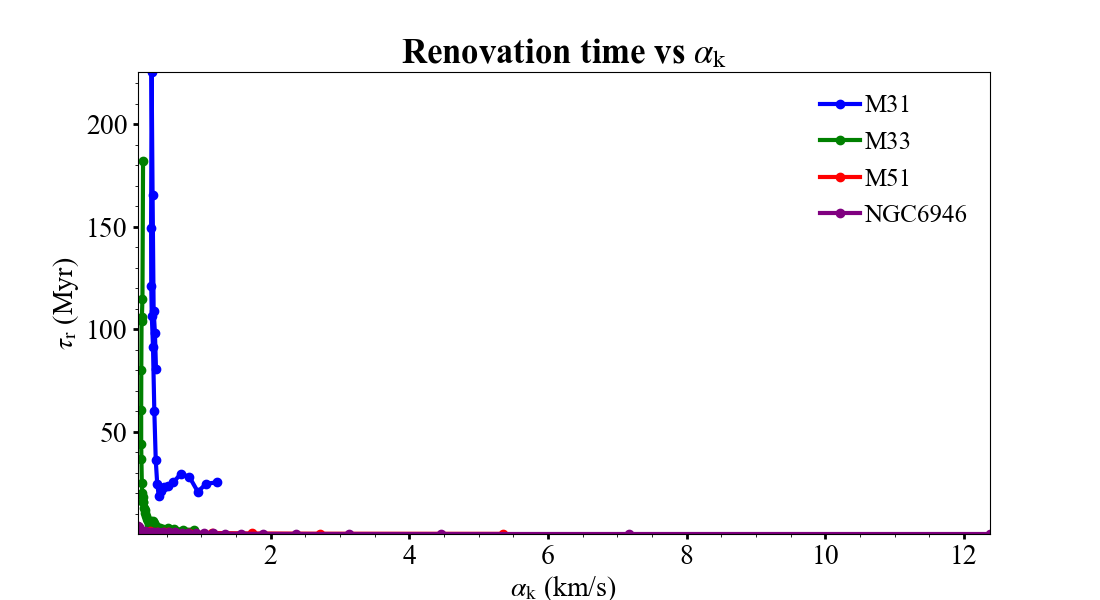 Renovation time vs αk
M31
M33
M51
NGC6946
200
150
100
50
τr (Myr)
2
4
6
8
10
12
αk (km/s)